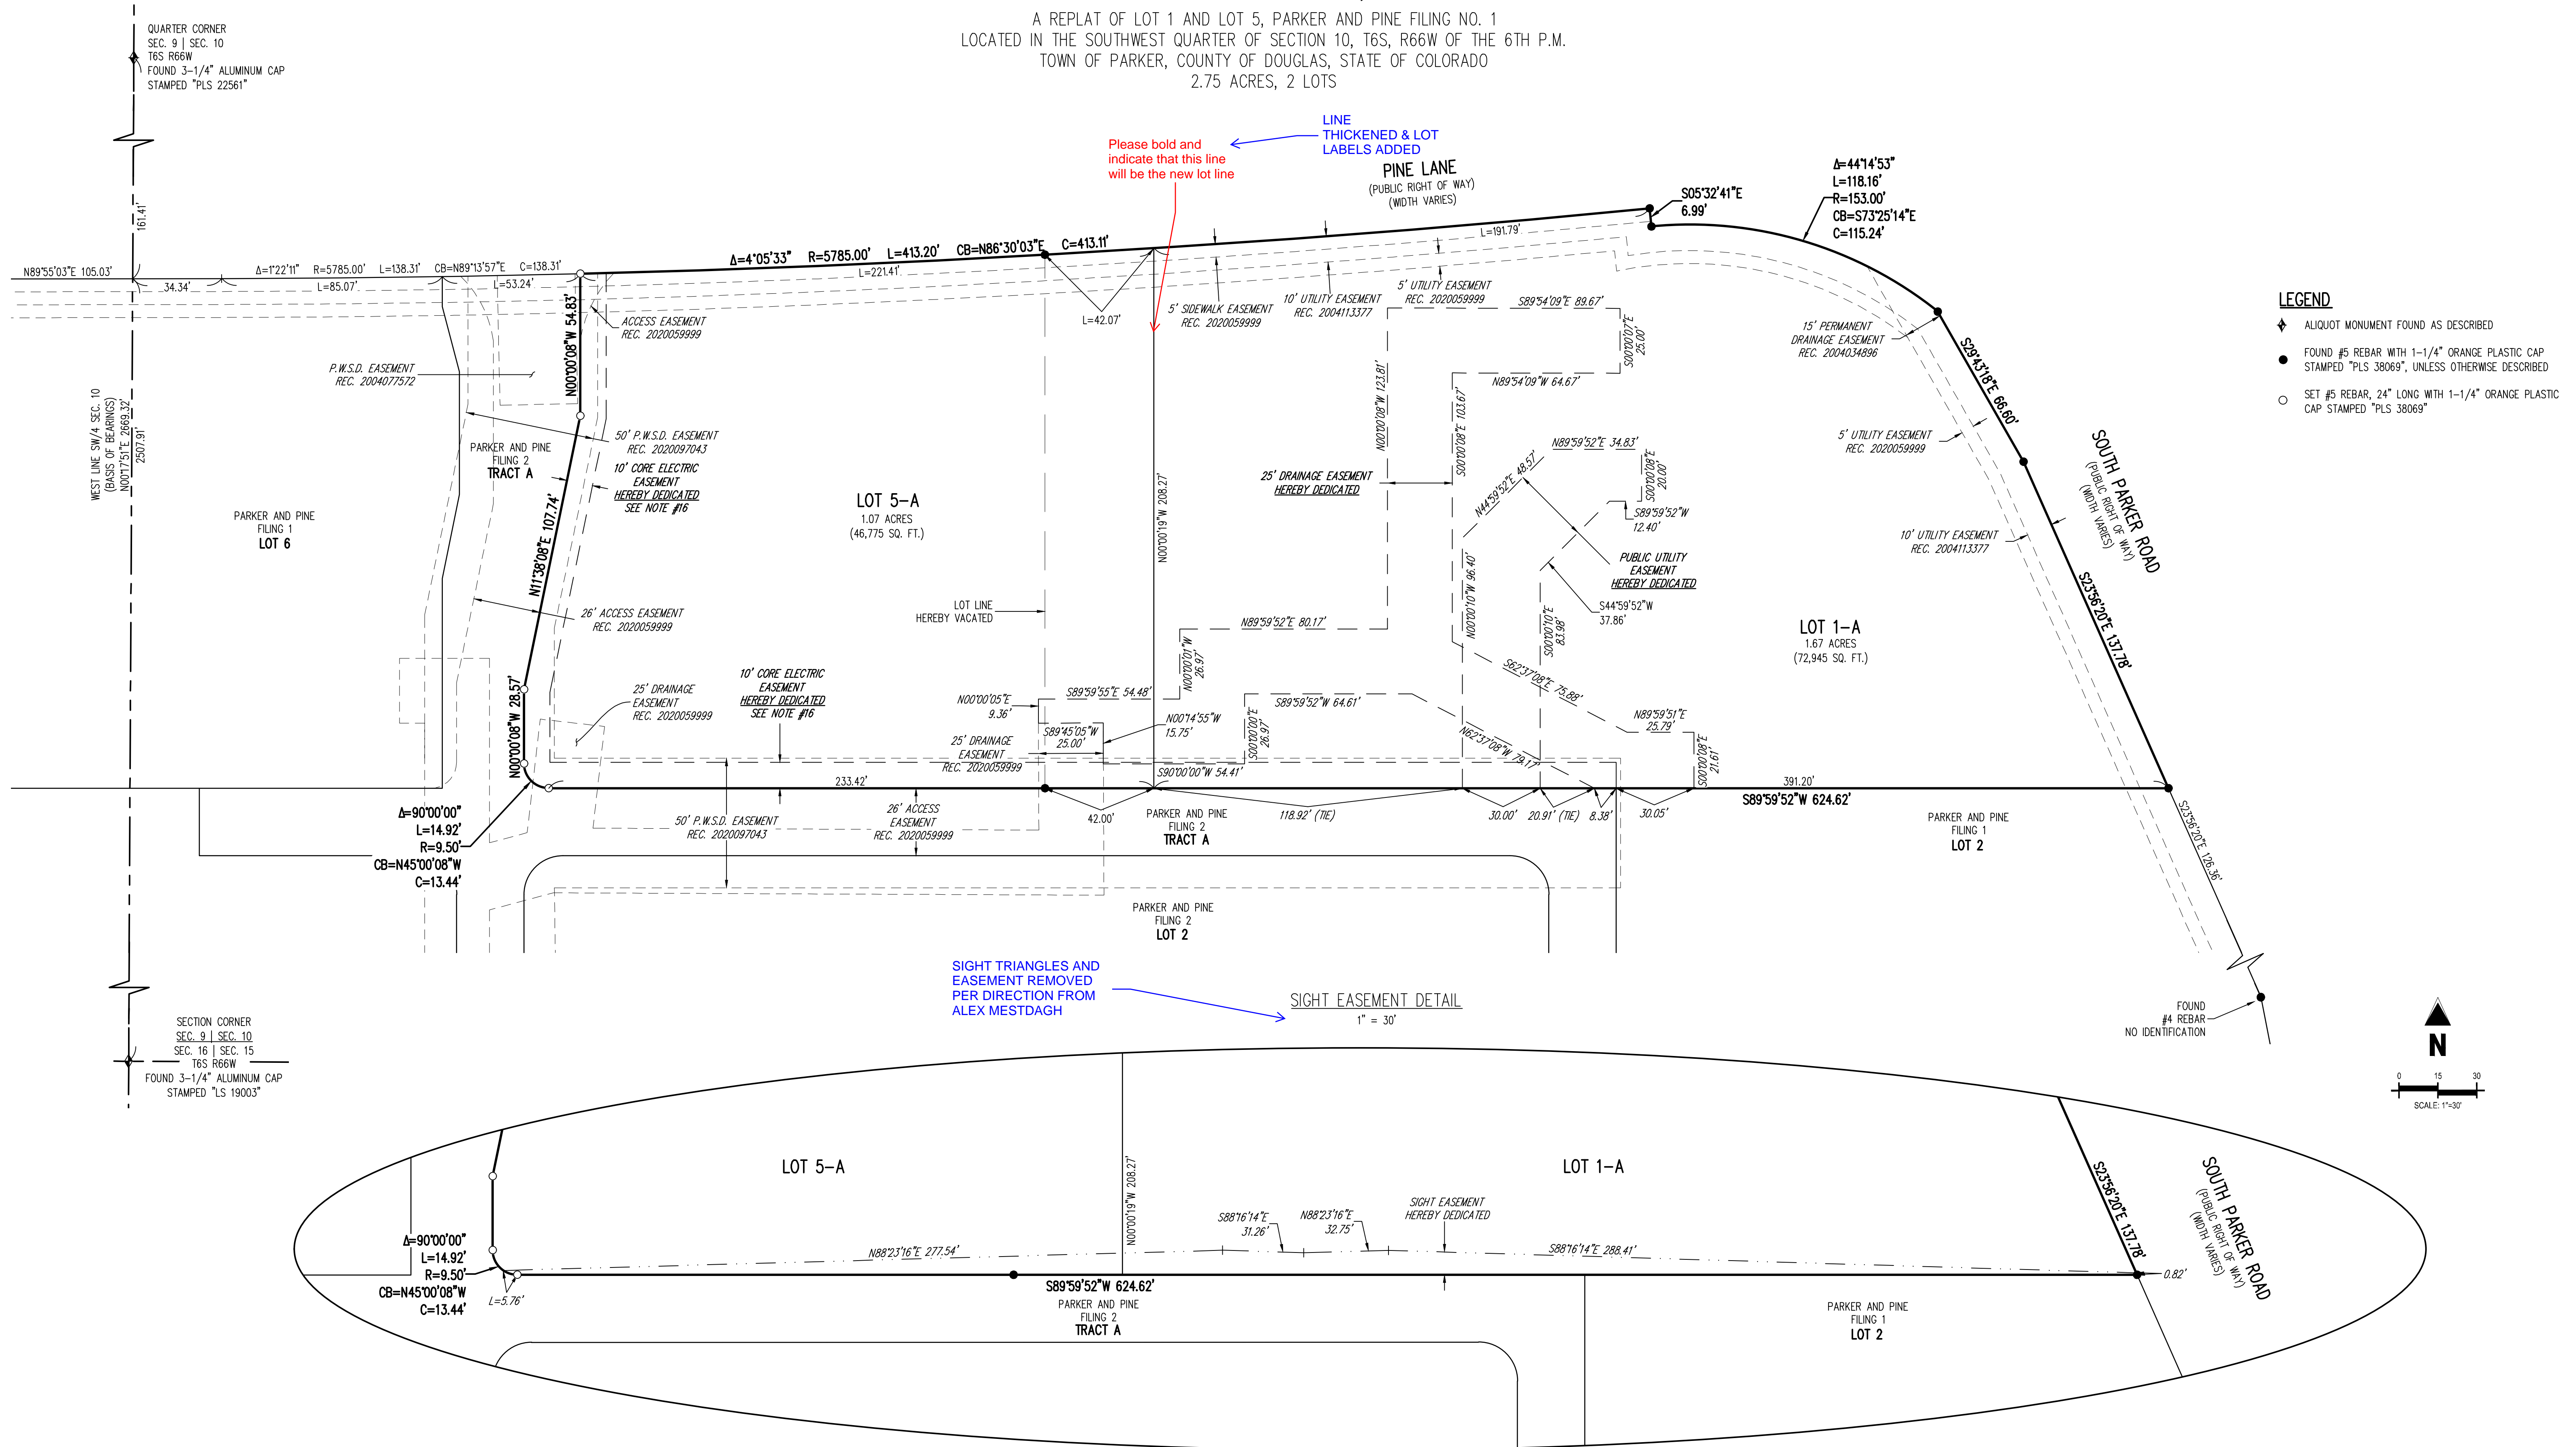 A REPLAT OF LOT 1 AND LOT 5, PARKER AND PINE FILING NO. 1
LOCATED IN THE SOUTHWEST QUARTER OF SECTION 10, T6S, R66W OF THE 6TH P.M.
TOWN OF PARKER, COUNTY OF DOUGLAS, STATE OF COLORADO
2.75 ACRES, 2 LOTS
QUARTER CORNER
SEC. 9 | SEC. 10
T6S R66W
FOUND 3-1/4" ALUMINUM CAP
STAMPED "PLS 22561"
Please bold and
indicate that this line
will be the new lot line
LINE
THICKENED & LOT
LABELS ADDED
PINE LANE
(PUBLIC RIGHT OF WAY)
(WIDTH VARIES)
Δ=44°14'53"
L=118.16'
R=153.00'
CB=S73°25'14"E
C=115.24'
S05°32'41"E
6.99'
161.41'
N89°55'03"E 105.03'
34.34'
Δ=1°22'11" R=5785.00' L=138.31' CB=N89°13'57"E C=138.31'
L=85.07'
L=53.24'
Δ=4°05'33" R=5785.00' L=413.20' CB=N86°30'03"E C=413.11'
L=221.41'
L=191.79'
L=42.07'
5' SIDEWALK EASEMENT
REC. 2020059999
10' UTILITY EASEMENT
REC. 2004113377
5' UTILITY EASEMENT
REC. 2020059999
S89°54'09"E 89.67'
S00°00'07"E
25.00'
N89°54'09"W 64.67'
15' PERMANENT
DRAINAGE EASEMENT
REC. 2004034896
S29°43'18"E 66.60'
LEGEND
ALIQUOT MONUMENT FOUND AS DESCRIBED
FOUND #5 REBAR WITH 1-1/4" ORANGE PLASTIC CAP
STAMPED "PLS 38069", UNLESS OTHERWISE DESCRIBED
SET #5 REBAR, 24" LONG WITH 1-1/4" ORANGE PLASTIC
CAP STAMPED "PLS 38069"
ACCESS EASEMENT
REC. 2020059999
N00°00'08"W 54.83'
P.W.S.D. EASEMENT
REC. 2004077572
WEST LINE SW/4 SEC. 10
(BASIS OF BEARINGS)
N00°17'51"E 2669.32'
2507.91'
50' P.W.S.D. EASEMENT
REC. 2020097043
PARKER AND PINE
FILING 2
TRACT A
10' CORE ELECTRIC
EASEMENT
HEREBY DEDICATED
SEE NOTE #16
PARKER AND PINE
FILING 1
LOT 6
N11°38'08"E 107.74'
LOT 5-A
1.07 ACRES
(46,775 SQ. FT.)
N00°00'19"W 208.27'
N00°00'08"W 123.81'
S00°00'08"E 103.67'
25' DRAINAGE EASEMENT
HEREBY DEDICATED
N89°59'52"E 34.83'
N44°59'52"E 48.57'
S00°00'08"E
20.00'
S89°59'52"W
12.40'
PUBLIC UTILITY
EASEMENT
HEREBY DEDICATED
S44°59'52"W
37.86'
N00°00'10"W 96.40'
S00°00'10"E
83.98'
5' UTILITY EASEMENT
REC. 2020059999
10' UTILITY EASEMENT
REC. 2004113377
SOUTH PARKER ROAD
(PUBLIC RIGHT OF WAY)
(WIDTH VARIES)
S23°56'20"E 137.78'
LOT 1-A
1.67 ACRES
(72,945 SQ. FT.)
26' ACCESS EASEMENT
REC. 2020059999
LOT LINE
HEREBY VACATED
N89°59'52"E 80.17'
N00°00'01"W
26.97'
S89°59'55"E 54.48'
N00°00'05"E
9.36'
S89°45'05"W
25.00'
N00°14'55"W
15.75'
S00°00'00"E
26.97'
S89°59'52"W 64.61'
S62°37'08"E 75.88'
N62°37'08"W 79.17'
N89°59'51"E
25.79'
S00°00'08"E
21.61'
N00°00'08"W 28.57'
25' DRAINAGE
EASEMENT
REC. 2020059999
10' CORE ELECTRIC
EASEMENT
HEREBY DEDICATED
SEE NOTE #16
25' DRAINAGE
EASEMENT
REC. 2020059999
S90°00'00"W 54.41'
233.42'
391.20'
S89°59'52"W 624.62'
Δ=90°00'00"
L=14.92'
R=9.50'
CB=N45°00'08"W
C=13.44'
50' P.W.S.D. EASEMENT
REC. 2020097043
26' ACCESS
EASEMENT
REC. 2020059999
42.00'
118.92' (TIE)
30.00'
20.91' (TIE)
8.38'
30.05'
PARKER AND PINE
FILING 2
TRACT A
PARKER AND PINE
FILING 1
LOT 2
S23°56'20"E 126.36'
PARKER AND PINE
FILING 2
LOT 2
SIGHT TRIANGLES AND
EASEMENT REMOVED
PER DIRECTION FROM
ALEX MESTDAGH
SIGHT EASEMENT DETAIL
1" = 30'
FOUND
#4 REBAR
NO IDENTIFICATION
N
0 15 30
SCALE: 1"=30'
SECTION CORNER
SEC. 9 | SEC. 10
SEC. 16 | SEC. 15
T6S R66W
FOUND 3-1/4" ALUMINUM CAP
STAMPED "LS 19003"
LOT 5-A
LOT 1-A
N00°00'19"W 208.27'
S88°16'14"E
31.26'
N88°23'16"E
32.75'
SIGHT EASEMENT
HEREBY DEDICATED
N88°23'16"E 277.54'
S88°16'14"E 288.41'
S23°56'20"E 137.78'
SOUTH PARKER ROAD
(PUBLIC RIGHT OF WAY)
(WIDTH VARIES)
0.82'
Δ=90°00'00"
L=14.92'
R=9.50'
CB=N45°00'08"W
C=13.44'
L=5.76'
S89°59'52"W 624.62'
PARKER AND PINE
FILING 2
TRACT A
PARKER AND PINE
FILING 1
LOT 2